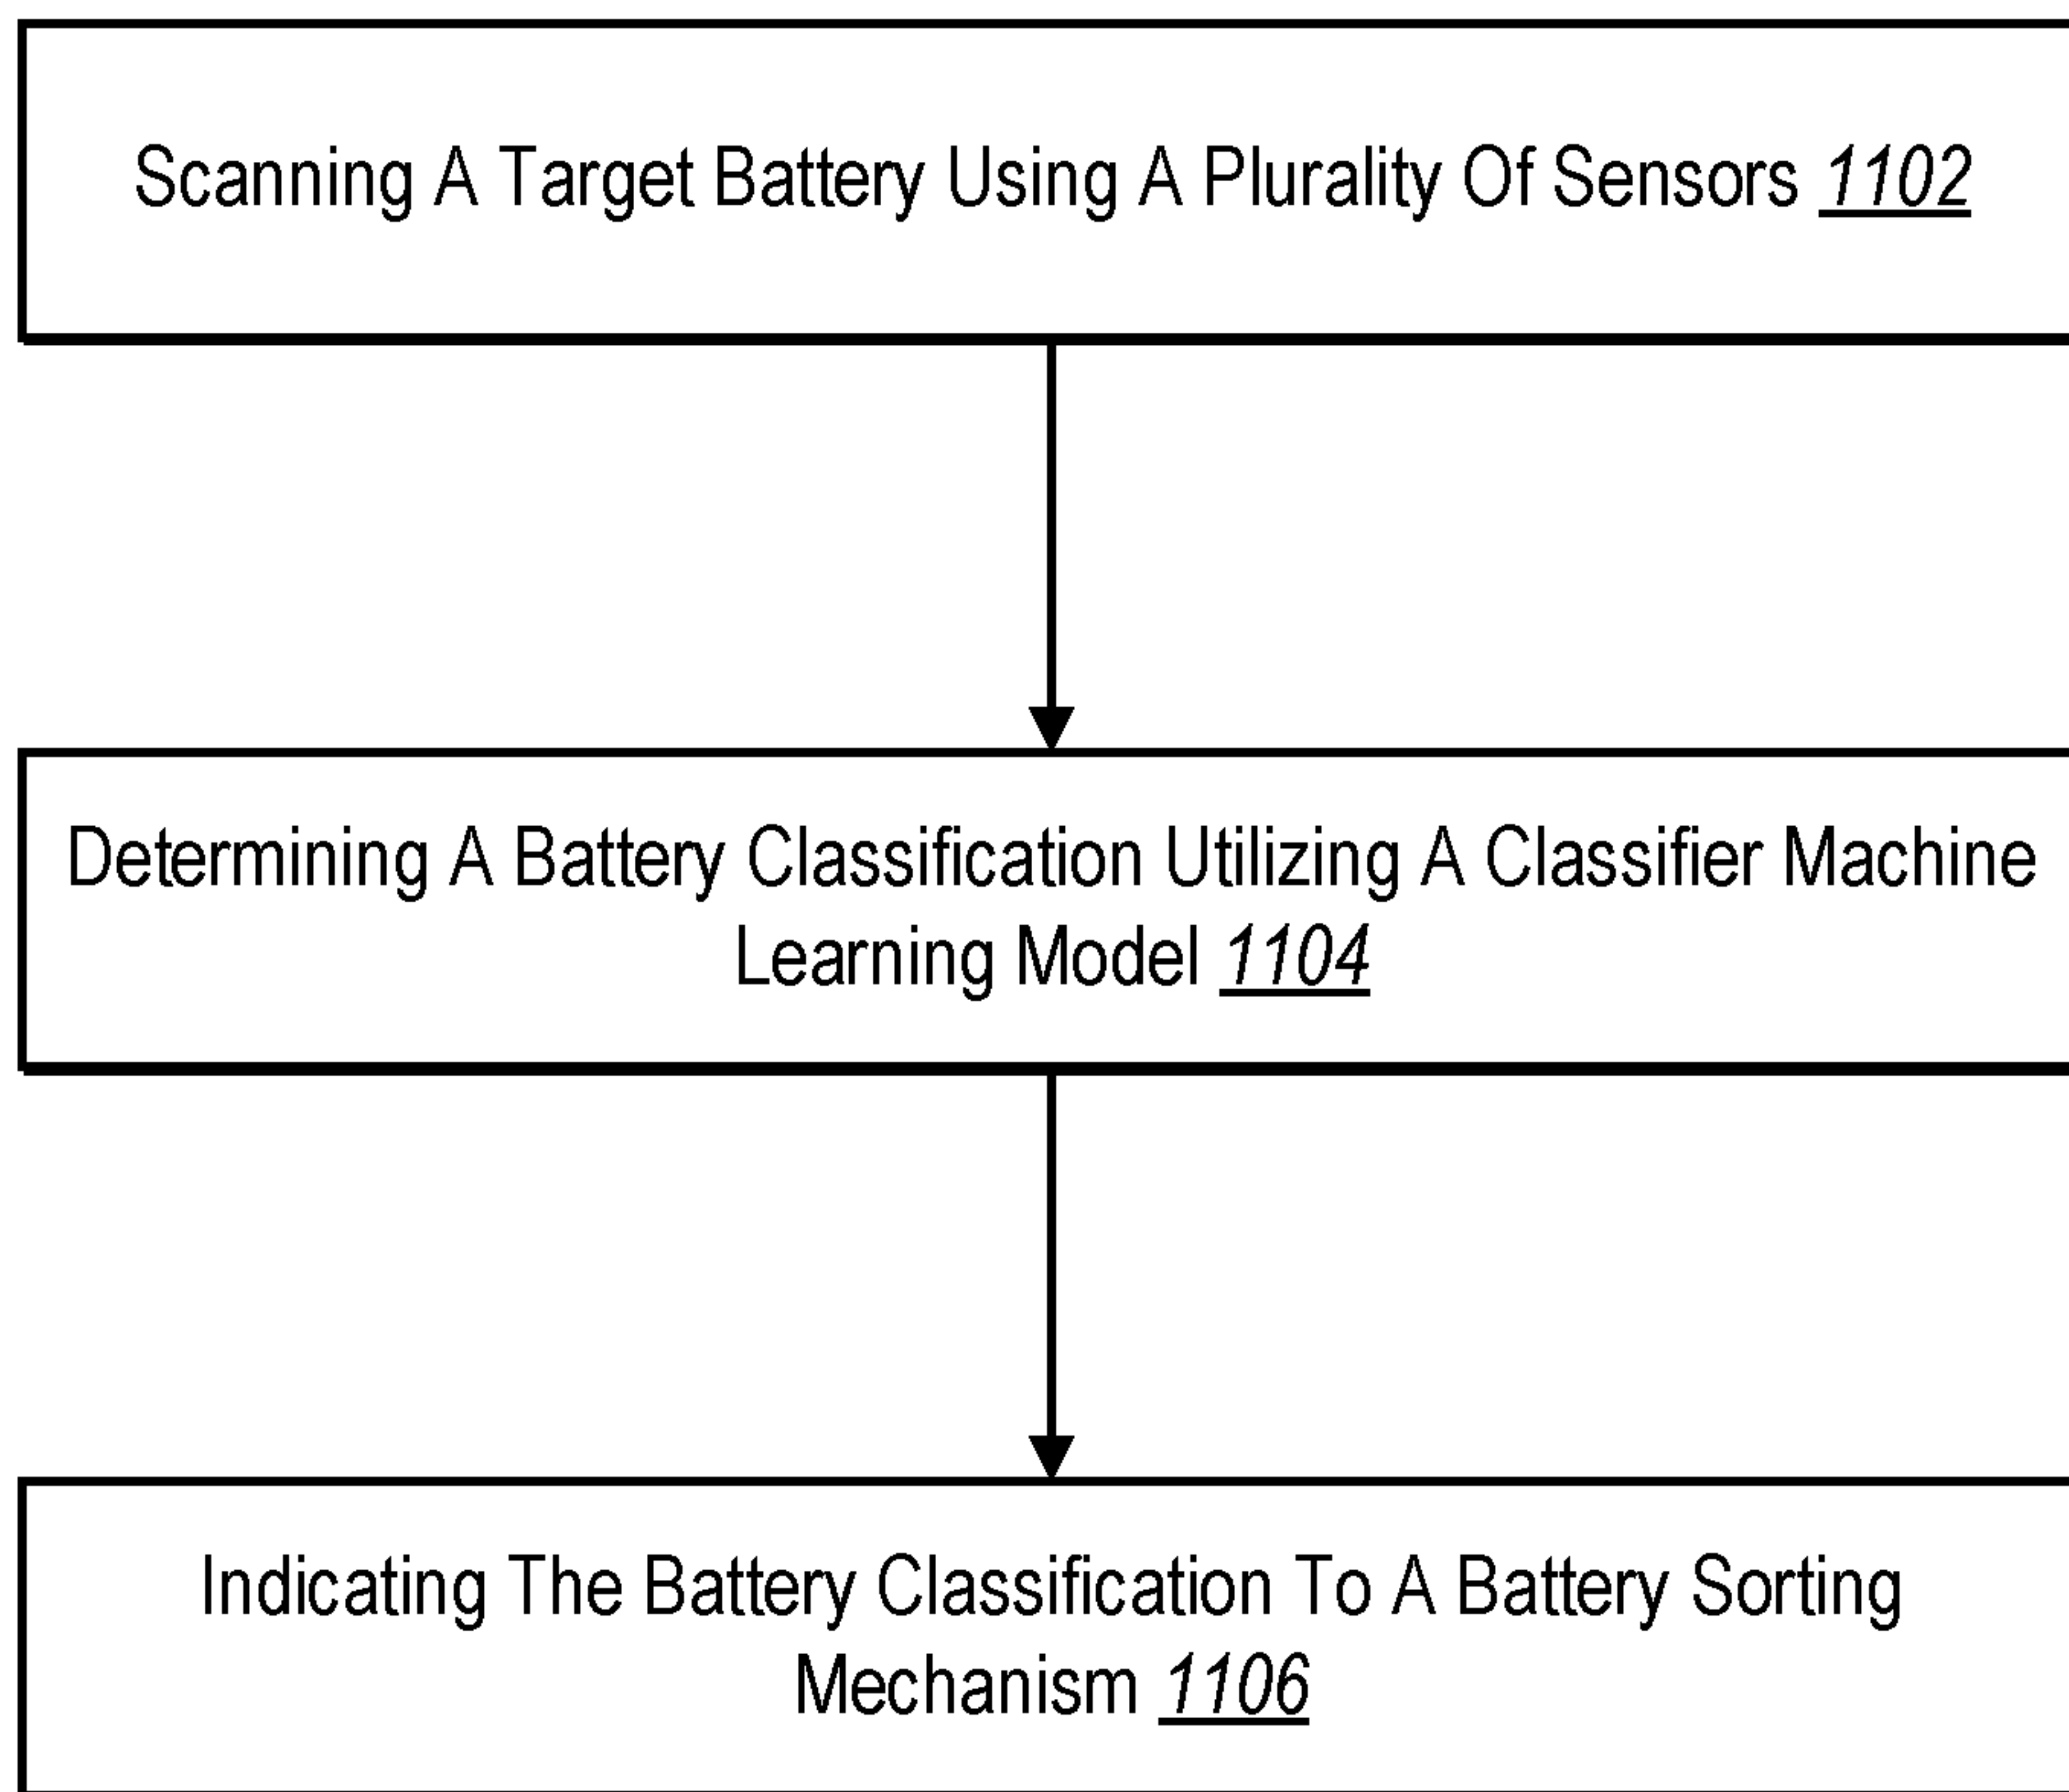 Scanning A Target Battery Using A Plurality Of Sensors 1102
Determining A Battery Classification Utilizing A Classifier Machine
Learning Model 1104
Indicating The Battery Classification To A Battery Sorting
Mechanism 1106